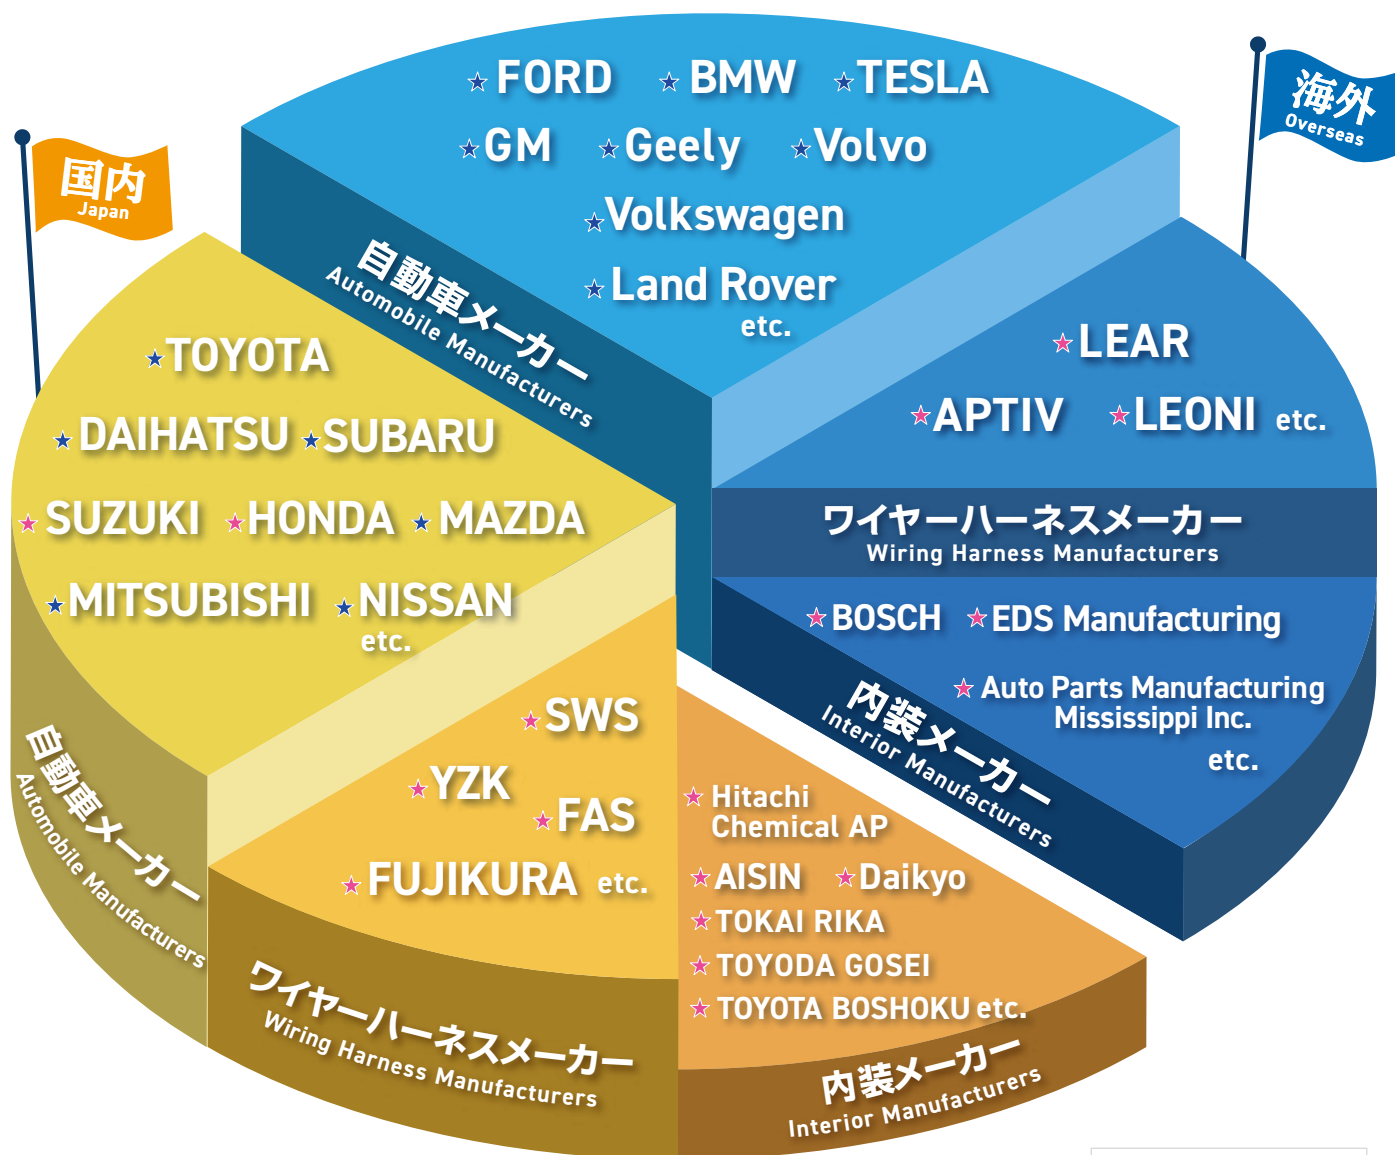 国内
Japan
海外
Overseas
★FORD ★BMW ★TESLA
★GM ★Geely ★Volvo
★Volkswagen
★Land Rover
etc.
自動車メーカー
Automobile Manufacturers
★LEAR
★APTIV ★LEONI etc.
ワイヤーハーネスメーカー
Wiring Harness Manufacturers
★BOSCH ★EDS Manufacturing
★Auto Parts Manufacturing
Mississippi Inc.
etc.
内装メーカー
Interior Manufacturers
★TOYOTA
★DAIHATSU ★SUBARU
★SUZUKI ★HONDA ★MAZDA
★MITSUBISHI ★NISSAN
etc.
自動車メーカー
Automobile Manufacturers
★SWS
★YZK
★FAS
★FUJIKURA etc.
ワイヤーハーネスメーカー
Wiring Harness Manufacturers
★Hitachi
Chemical AP
★AISIN ★Daikyo
★TOKAI RIKA
★TOYODA GOSEI
★TOYOTA BOSHOKU etc.
内装メーカー
Interior Manufacturers